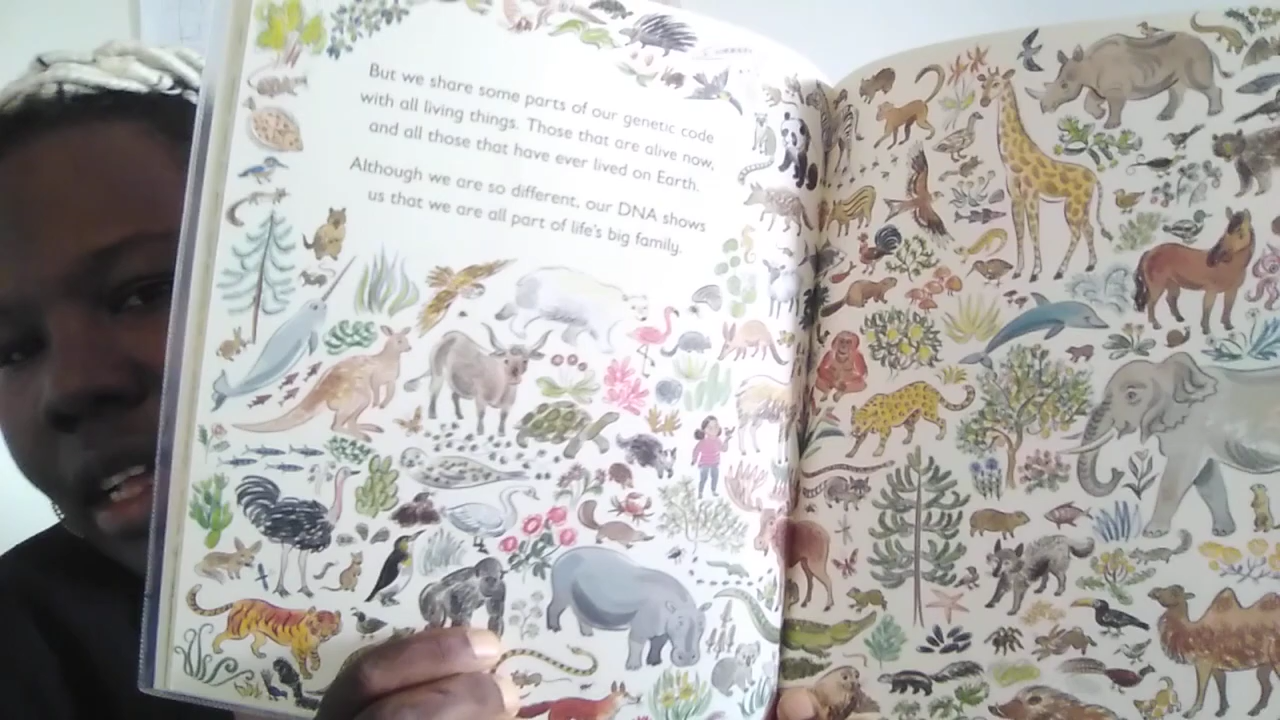 But we share some parts of our genetic code
with all living things. Those that are alive now,
and all those that have ever lived on Earth.
Although we are so different, our DNA shows
us that we are all part of life's big family.